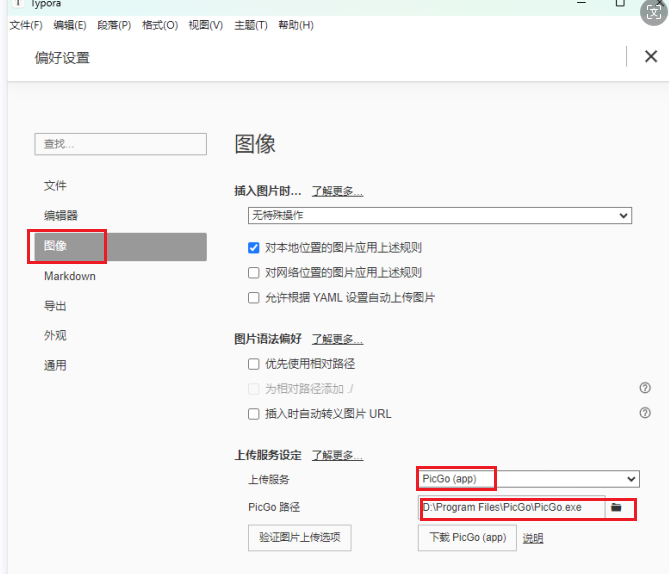 Typora
文件(F) 编辑(E) 段落(P) 格式(O) 视图(V) 主题(T) 帮助(H)
偏好设置
查找...
文件
编辑器
图像
Markdown
导出
外观
通用
图像
插入图片时... 了解更多...
无特殊操作
对本地位置的图片应用上述规则
对网络位置的图片应用上述规则
允许根据 YAML 设置自动上传图片
图片语法偏好 了解更多...
优先使用相对路径
为相对路径添加 ./
插入时自动转义图片 URL
上传服务设定 了解更多...
上传服务 PicGo (app)
PicGo 路径 D:\Program Files\PicGo\PicGo.exe
验证图片上传选项 下载 PicGo (app) 说明